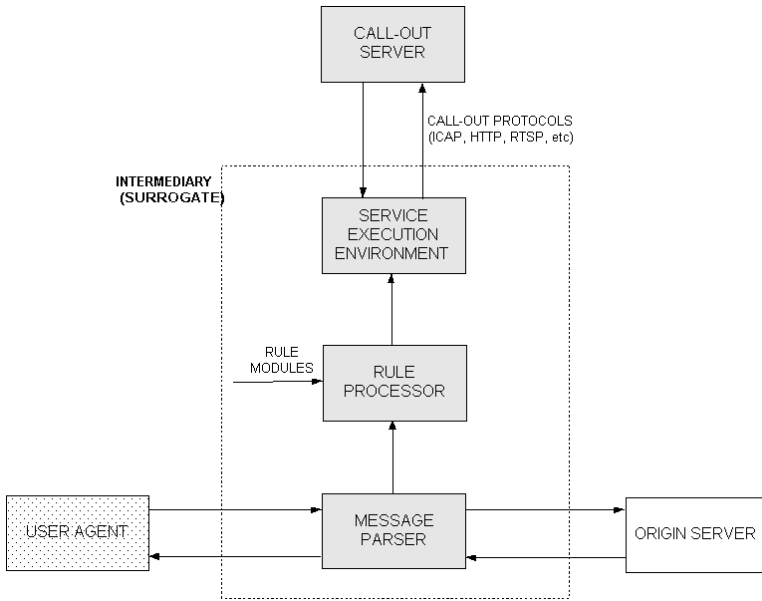 CALL-OUT
SERVER
CALL-OUT PROTOCOLS
(ICAP, HTTP, RTSP, etc)
INTERMEDIARY
(SURROGATE)
SERVICE
EXECUTION
ENVIRONMENT
RULE
MODULES
RULE
PROCESSOR
USER AGENT
MESSAGE
PARSER
ORIGIN SERVER